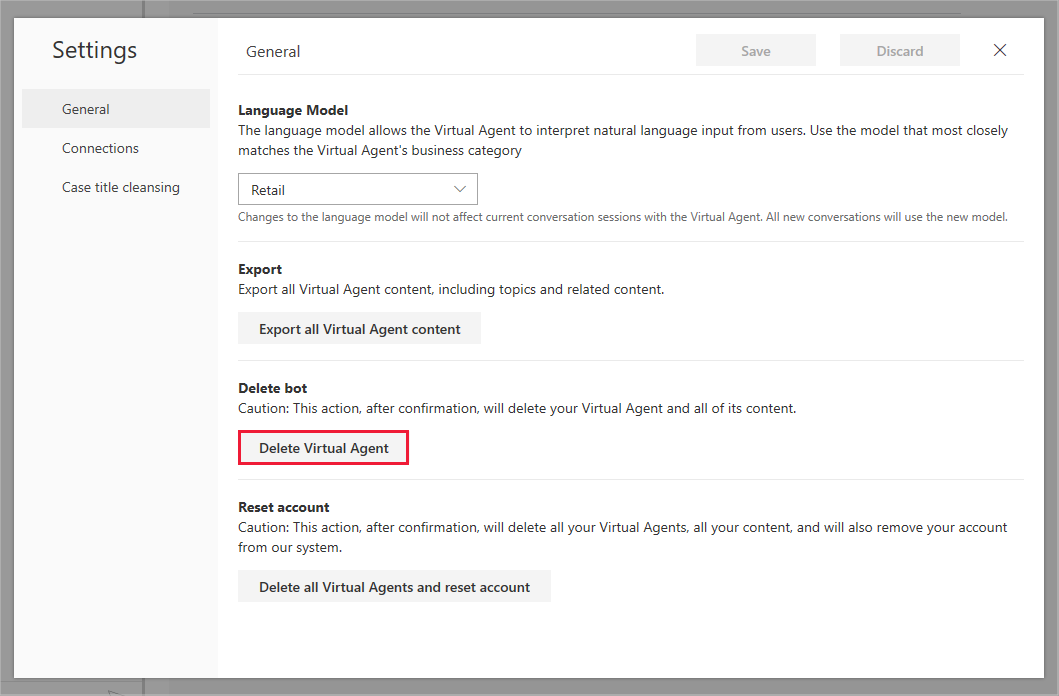 Settings
General
Connections
Case title cleansing
General
Save
Discard
Language Model
The language model allows the Virtual Agent to interpret natural language input from users. Use the model that most closely
matches the Virtual Agent's business category
Retail
Changes to the language model will not affect current conversation sessions with the Virtual Agent. All new conversations will use the new model.
Export
Export all Virtual Agent content, including topics and related content.
Export all Virtual Agent content
Delete bot
Caution: This action, after confirmation, will delete your Virtual Agent and all of its content.
Delete Virtual Agent
Reset account
Caution: This action, after confirmation, will delete all your Virtual Agents, all your content, and will also remove your account
from our system.
Delete all Virtual Agents and reset account